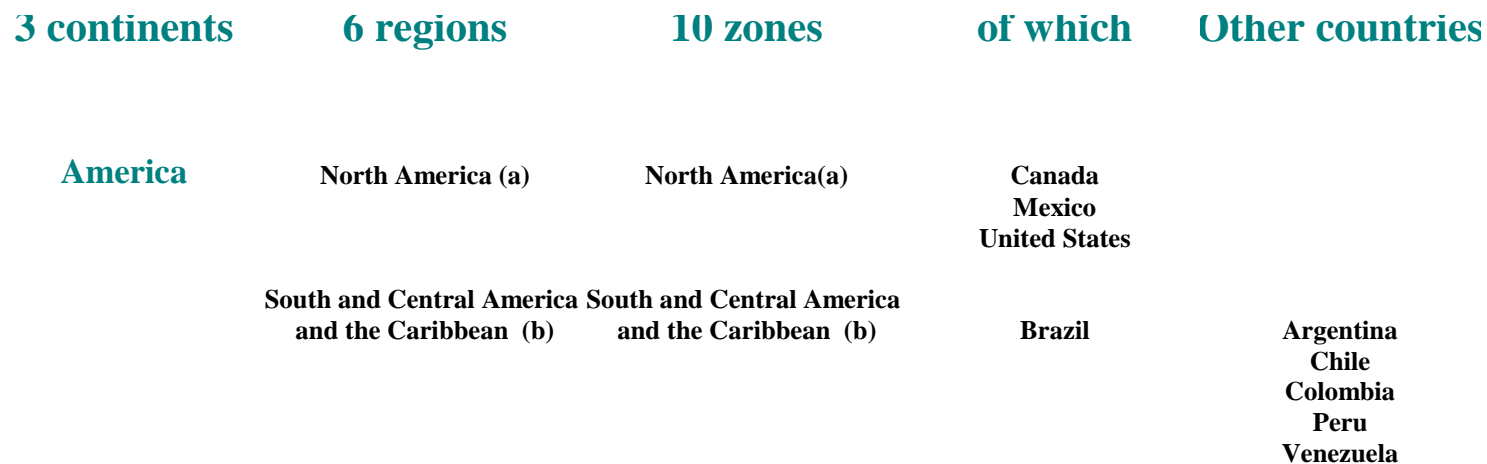 3 continents 6 regions 10 zones of which Other countries
America North America (a) North America(a) Canada
Mexico
United States
South and Central America South and Central America
and the Caribbean (b) and the Caribbean (b) Brazil Argentina
Chile
Colombia
Peru
Venezuela